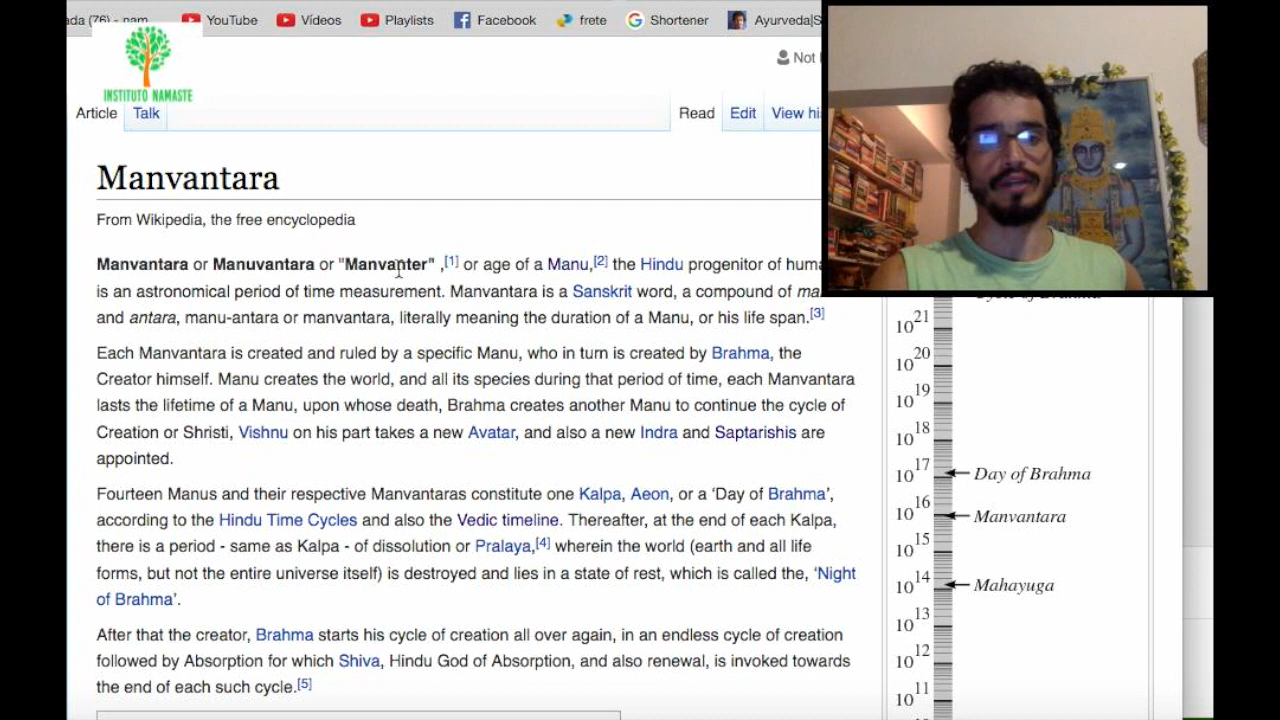 YouTube Vídeos Playlists Facebook frete Shortener Ayurveda|S
INSTITUTO NAMASTE
Not
Article Talk Read Edit View his
Manvantara
From Wikipedia, the free encyclopedia
Manvantara or Manuvantara or "Manvanter" ,[1] or age of a Manu,[2] the Hindu progenitor of huma
is an astronomical period of time measurement. Manvantara is a Sanskrit word, a compound of ma
and antara, manu-antara or manvantara, literally meaning the duration of a Manu, or his life span.[3]
Each Manvantara is created and ruled by a specific Manu, who in turn is created by Brahma, the
Creator himself. Manu creates the world, and all its species during that period of time, each Manvantara
lasts the lifetime of a Manu, upon whose death, Brahma creates another Manu to continue the cycle of
Creation or Shristi, Vishnu on his part takes a new Avatar, and also a new Indra and Saptarishis are
appointed.
Fourteen Manus and their respective Manvantaras constitute one Kalpa, Aeon, or a ‘Day of Brahma’,
according to the Hindu Time Cycles and also the Vedic timeline. Thereafter, at the end of each Kalpa,
there is a period - same as Kalpa - of dissolution or Pralaya,[4] wherein the world (earth and all life
forms, but not the entire universe itself) is destroyed and lies in a state of rest, which is called the, ‘Night
of Brahma’.
After that the creator, Brahma starts his cycle of creation all over again, in an endless cycle of creation
followed by Absorption for which Shiva, Hindu God of Absorption, and also renewal, is invoked towards
the end of each such cycle.[5]
10 21
10 20
10 19
10 18
10 17 Day of Brahma
10 16 Manvantara
10 15
10 14 Mahayuga
10 13
10 12
10 11